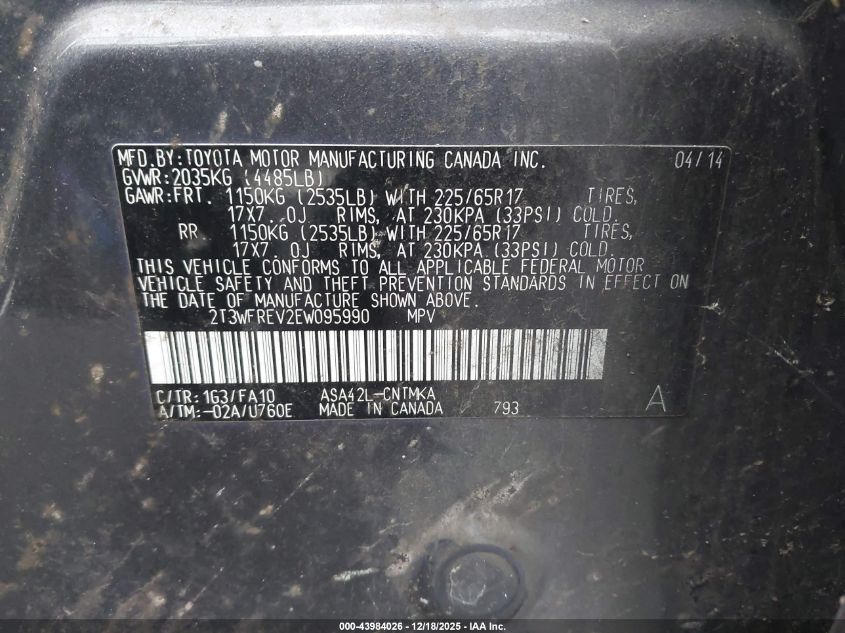 MFD.BY:TOYOTA MOTOR MANUFACTURING CANADA INC. 04/14
GVWR:2035KG (4485LB)
GAWR:FRT. 1150KG (2535LB) WITH 225/65R17 TIRES,
17X7 0J RIMS, AT 230KPA (33PSI) COLD.
RR 1150KG (2535LB) WITH 225/65R17 TIRES,
17X7 0J RIMS, AT 230KPA (33PSI) COLD.
THIS VEHICLE CONFORMS TO ALL APPLICABLE FEDERAL MOTOR
VEHICLE SAFETY AND THEFT PREVENTION STANDARDS IN EFFECT ON
THE DATE OF MANUFACTURE SHOWN ABOVE.
2T3WFREV2EW095990 MPV
C/TR:1G3/FA10 ASA42L-CNTMKA
A/TM:-02A/U760E MADE IN CANADA 793 A
000-43984026 - 12/18/2025 - IAA Inc.